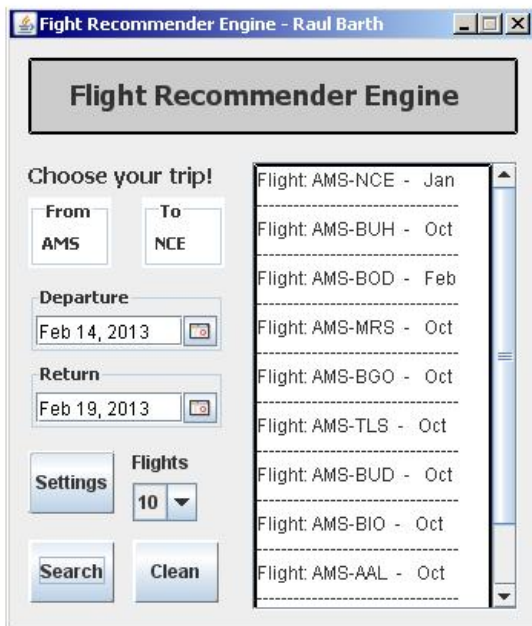 Fight Recommender Engine - Raul Barth
Flight Recommender Engine
Choose your trip!
From
AMS
To
NCE
Departure
Feb 14, 2013
Return
Feb 19, 2013
Settings
Flights
10
Search
Clean
Flight: AMS-NCE - Jan
--------------------------------------------
Flight: AMS-BUH - Oct
--------------------------------------------
Flight: AMS-BOD - Feb
--------------------------------------------
Flight: AMS-MRS - Oct
--------------------------------------------
Flight: AMS-BGO - Oct
--------------------------------------------
Flight: AMS-TLS - Oct
--------------------------------------------
Flight: AMS-BUD - Oct
--------------------------------------------
Flight: AMS-BIO - Oct
--------------------------------------------
Flight: AMS-AAL - Oct
--------------------------------------------